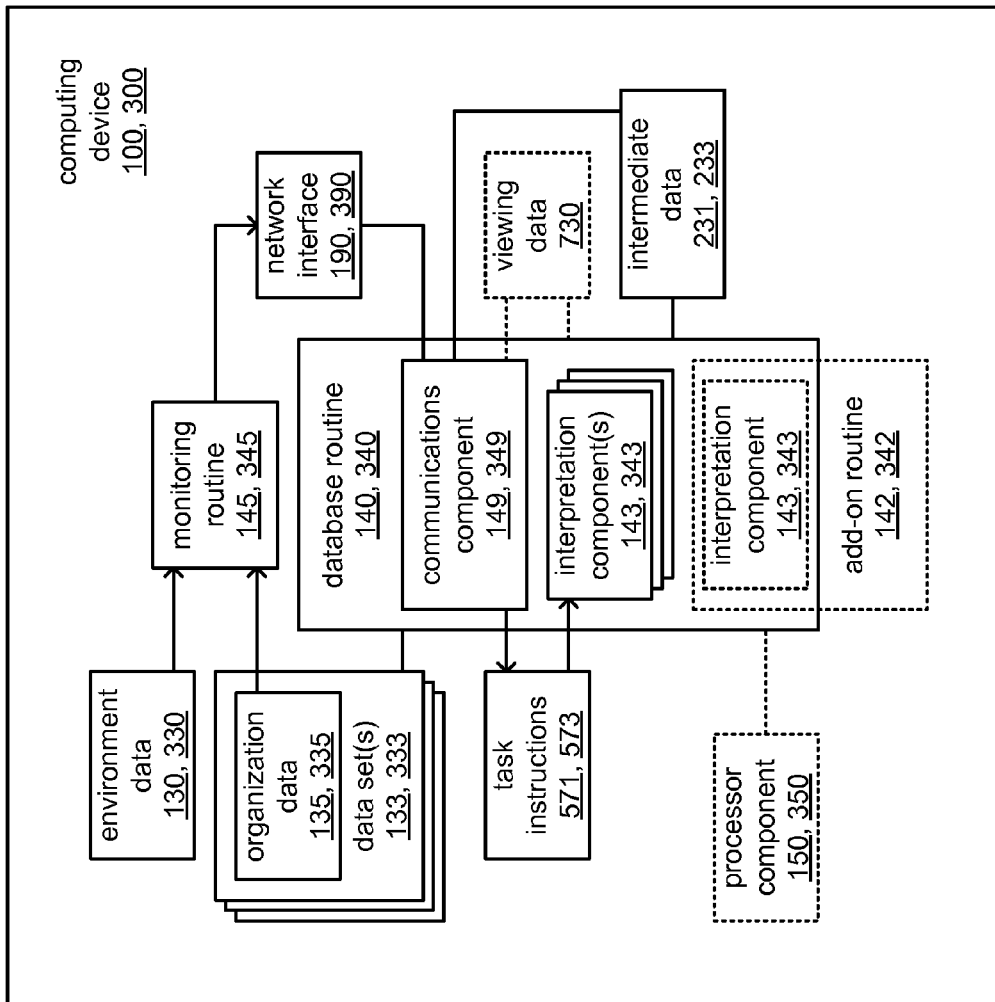 computing
device
100, 300
environment
data
130, 330
monitoring
routine
145, 345
network
interface
190, 390
organization
data
135, 335
data set(s)
133, 333
database routine
140, 340
communications
component
149, 349
viewing
data
730
task
instructions
571, 573
interpretation
component(s)
143, 343
intermediate
data
231, 233
processor
component
150, 350
interpretation
component
143, 343
add-on routine
142, 342